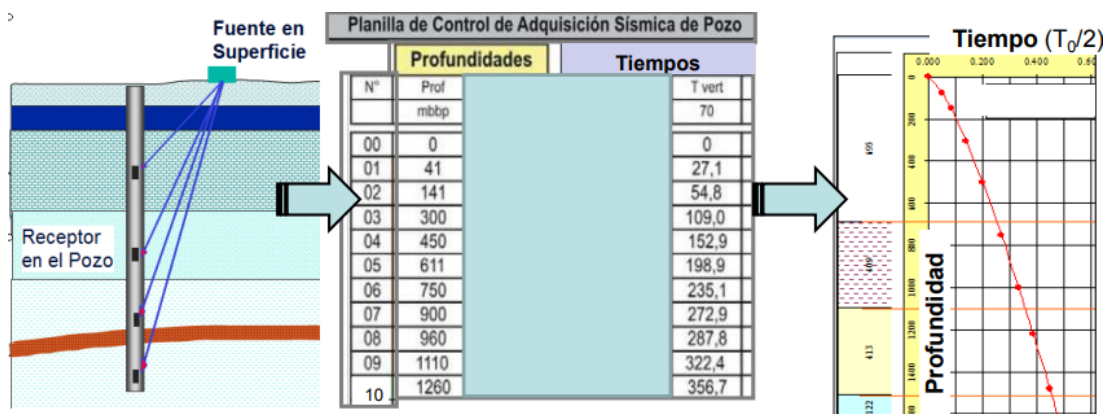 Fuente en
Superficie
Receptor
en el Pozo
Planilla de Control de Adquisición Sísmica de Pozo
Profundidades Tiempos
N° Prof T vert
mbbp 70
00 0 0
01 41 27,1
02 141 54,8
03 300 109,0
04 450 152,9
05 611 198,9
06 750 235,1
07 900 272,9
08 960 287,8
09 1110 322,4
10 1260 356,7
Tiempo (T₀/2)
0.000 0.200 0.400
0
200
400
600
800
1000
1200
1400
Profundidad
695
409
413
122